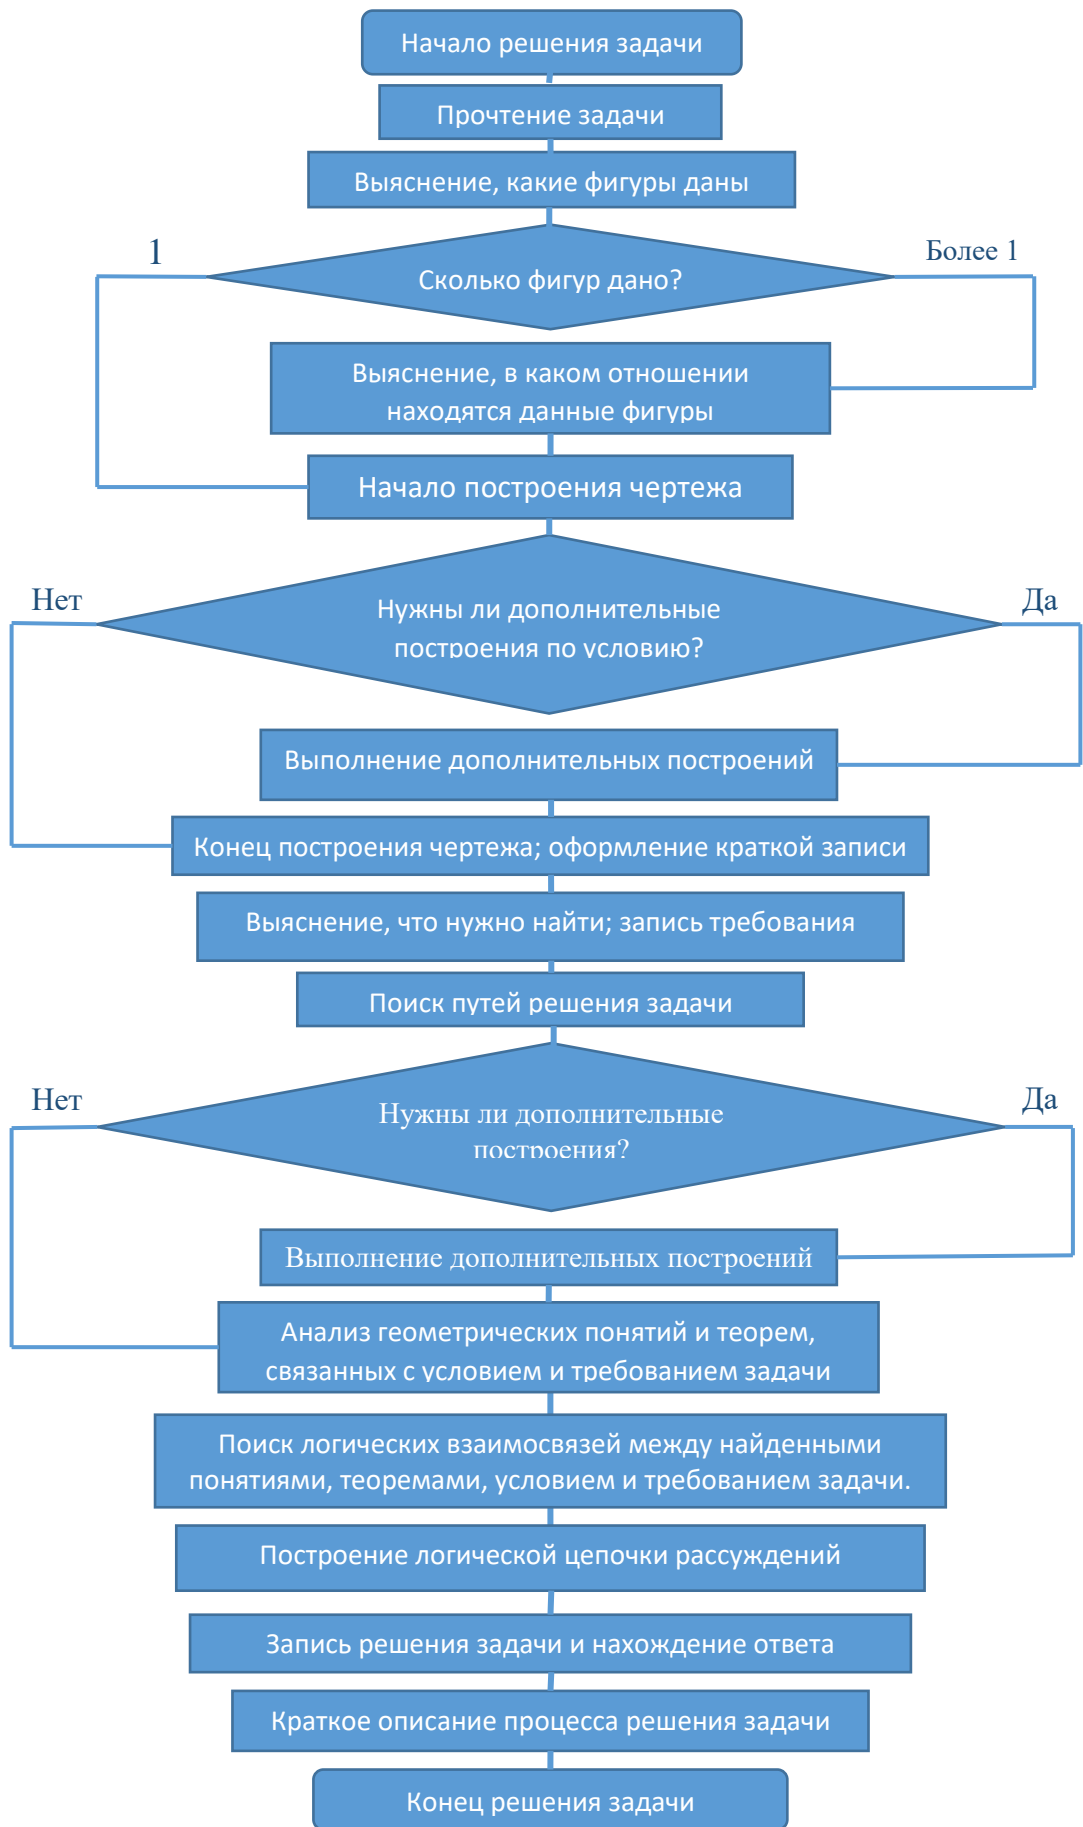 Начало решения задачи
Прочтение задачи
Выяснение, какие фигуры даны
1
Более 1
Сколько фигур дано?
Выяснение, в каком отношении
находятся данные фигуры
Начало построения чертежа
Нет
Да
Нужны ли дополнительные
построения по условию?
Выполнение дополнительных построений
Конец построения чертежа; оформление краткой записи
Выяснение, что нужно найти; запись требования
Поиск путей решения задачи
Нет
Да
Нужны ли дополнительные
построения?
Выполнение дополнительных построений
Анализ геометрических понятий и теорем,
связанных с условием и требованием задачи
Поиск логических взаимосвязей между найденными
понятиями, теоремами, условием и требованием задачи.
Построение логической цепочки рассуждений
Запись решения задачи и нахождение ответа
Краткое описание процесса решения задачи
Конец решения задачи